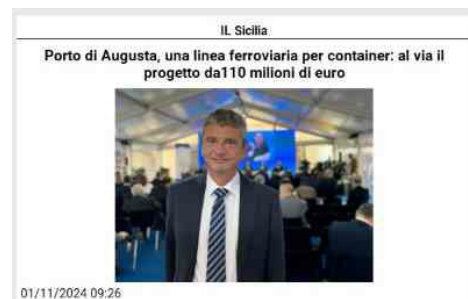 IL Sicilia
Porto di Augusta, una linea ferroviaria per container: al via il
progetto da110 milioni di euro
01/11/2024 09:26